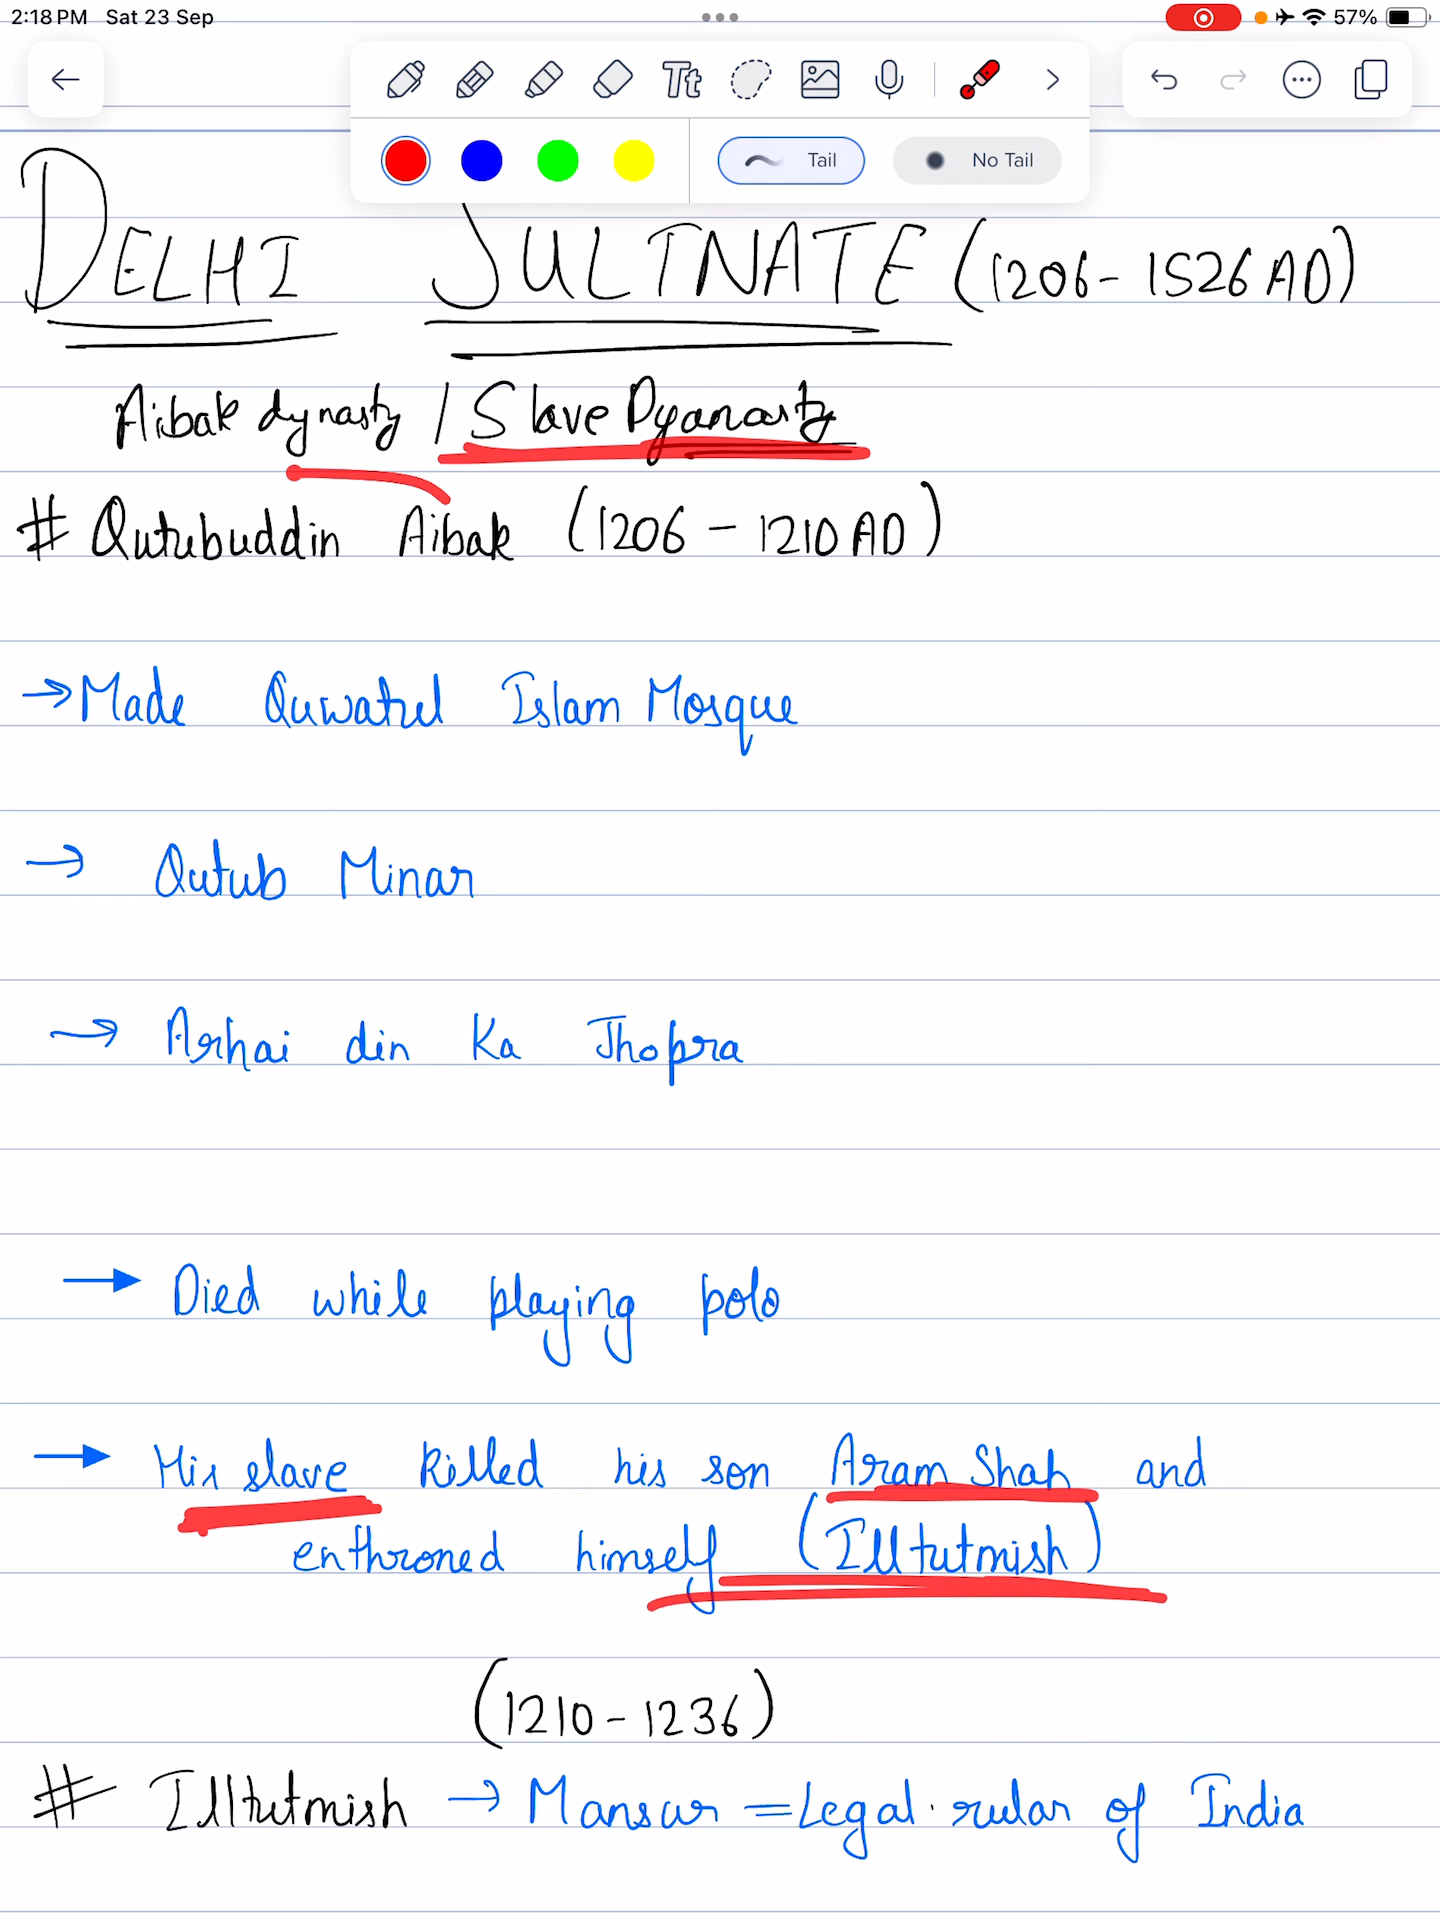 2:18 PM Sat 23 Sep 57%
Tt
Tail No Tail
DELHI SULTNATE (1206 - 1526 AD)
Aibak dynasty / Slave Dyanasty
# Qutubuddin Aibak (1206 - 1210 AD)
→ Made Quwatul Islam Mosque
→ Qutub Minar
→ Arhai din Ka Jhopra
→ Died while playing polo
→ His slave killed his son Aram Shah and
enthroned himself (Illtutmish)
(1210 - 1236)
# Illtutmish → Mansur = Legal. rular of India